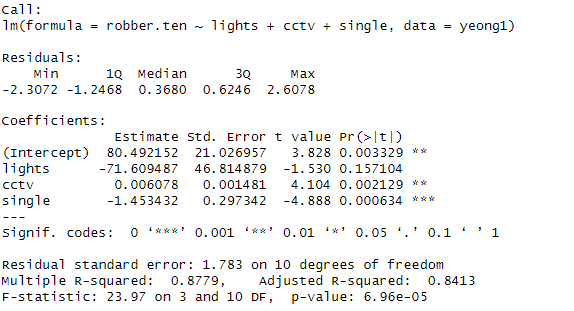 Call:
lm(formula = robber.ten ~ lights + cctv + single, data = yeong1)
Residuals:
Min 1Q Median 3Q Max
-2.3072 -1.2468 0.3680 0.6246 2.6078
Coefficients:
Estimate Std. Error t value Pr(>|t|)
(Intercept) 80.492152 21.026957 3.828 0.003329 **
lights -71.609487 46.814879 -1.530 0.157104
cctv 0.006078 0.001481 4.104 0.002129 **
single -1.453432 0.297342 -4.888 0.000634 ***
---
Signif. codes: 0 ‘***’ 0.001 ‘**’ 0.01 ‘*’ 0.05 ‘.’ 0.1 ‘ ’ 1
Residual standard error: 1.783 on 10 degrees of freedom
Multiple R-squared: 0.8779, Adjusted R-squared: 0.8413
F-statistic: 23.97 on 3 and 10 DF, p-value: 6.96e-05